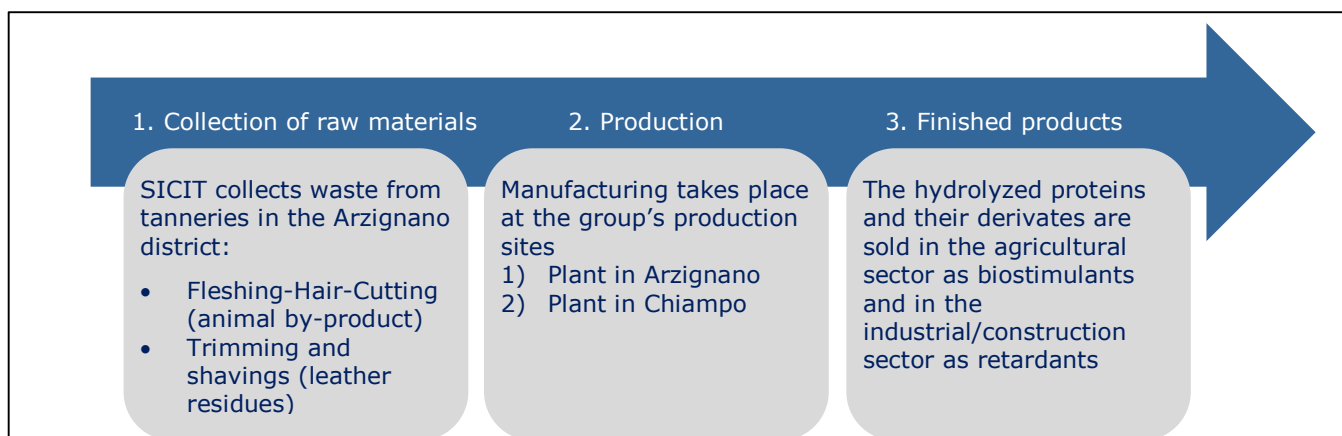 1. Collection of raw materials
2. Production
3. Finished products
SICIT collects waste from
tanneries in the Arzignano
district:
• Fleshing-Hair-Cutting
(animal by-product)
• Trimming and
shavings (leather
residues)
Manufacturing takes place
at the group’s production
sites
1) Plant in Arzignano
2) Plant in Chiampo
The hydrolyzed proteins
and their derivates are
sold in the agricultural
sector as biostimulants
and in the
industrial/construction
sector as retardants